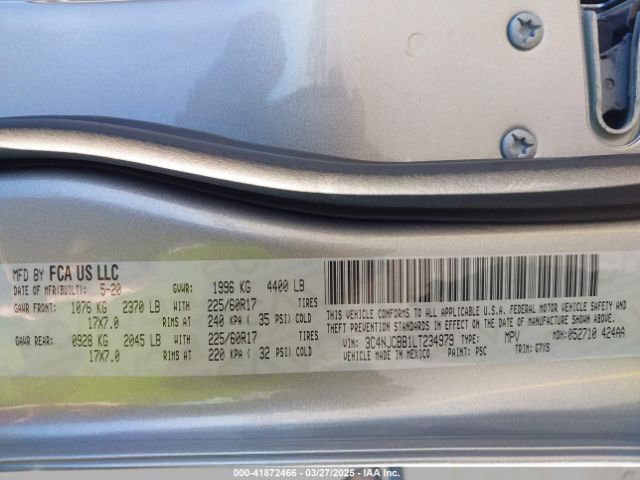 MFD BY FCA US LLC
DATE OF MFR(BUILT): 5-20 GVWR: 1996 KG 4400 LB
GAWR FRONT: 1076 KG 2370 LB WITH 225/60R17 TIRES
17X7.0 RIMS AT 240 KPA ( 35 PSI) COLD
GAWR REAR: 0928 KG 2045 LB WITH 225/60R17 TIRES
17X7.0 RIMS AT 220 KPA ( 32 PSI) COLD
THIS VEHICLE CONFORMS TO ALL APPLICABLE U.S.A. FEDERAL MOTOR VEHICLE SAFETY AND
THEFT PREVENTION STANDARDS IN EFFECT ON THE DATE OF MANUFACTURE SHOWN ABOVE.
VIN: 3C4NJCBB1LT234979 TYPE: MPV MDH:052710 424AA
VEHICLE MADE IN MEXICO PAINT: PSC TRIM: G7XS
000-41872466 - 03/27/2025 - IAA Inc.